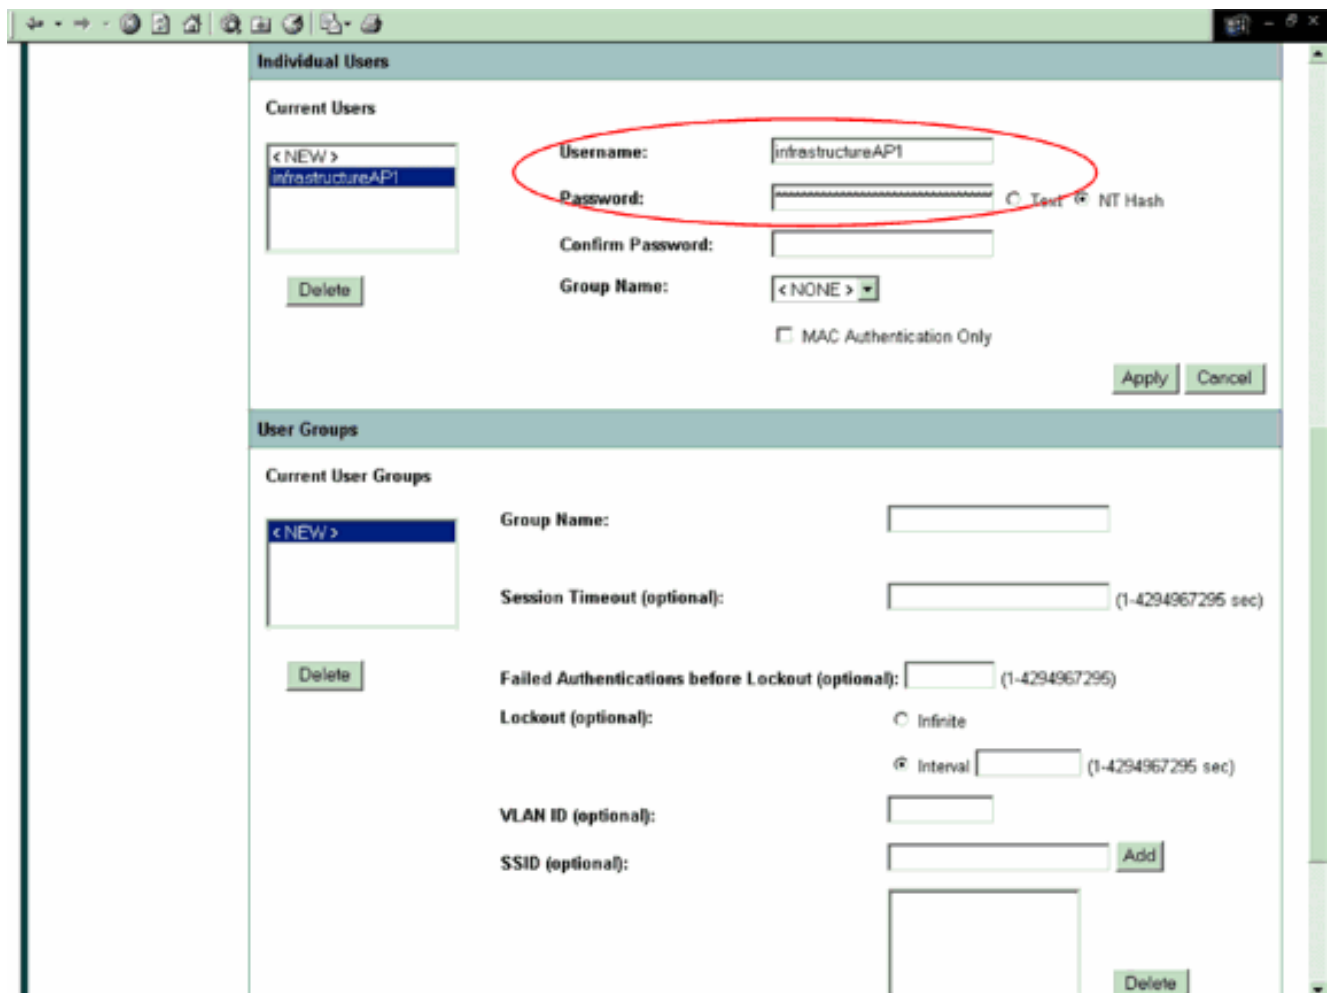 Individual Users
Current Users
< NEW >
infrastructureAP1
Username: infrastructureAP1
Password: Text NT Hash
Confirm Password:
Delete
Group Name: < NONE >
MAC Authentication Only
Apply Cancel
User Groups
Current User Groups
< NEW >
Group Name:
Session Timeout (optional): (1-4294967295 sec)
Delete
Failed Authentications before Lockout (optional): (1-4294967295)
Lockout (optional): Infinite
Interval (1-4294967295 sec)
VLAN ID (optional):
SSID (optional): Add
Delete